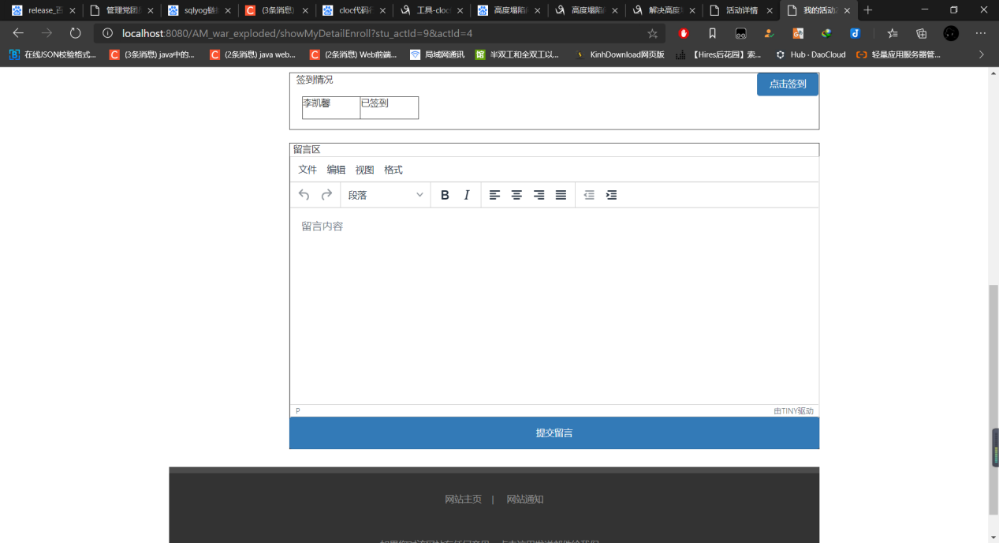 release_百
管理党团
sqlyog链
(3条消息)
cloc代码行
工具-cloc
高度塌陷
高度塌陷
解决高度
活动详情
我的活动
localhost:8080/AM_war_exploded/showMyDetailEnroll?stu_actId=9&actId=4
在线JSON校验格式...
(3条消息) java中的...
(2条消息) java web...
(2条消息) Web前端...
局域网通讯
半双工和全双工以...
KinhDownload网页版
【Hires后花园】索...
Hub - DaoCloud
轻量应用服务器管...
签到情况
点击签到
李凯馨 已签到
留言区
文件 编辑 视图 格式
段落 B I
留言内容
P 由TINY驱动
提交留言
网站主页 | 网站通知